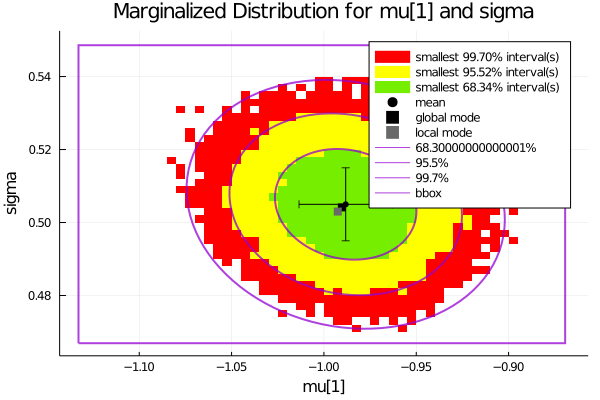 Marginalized Distribution for mu[1] and sigma
smallest 99.70% interval(s)
smallest 95.52% interval(s)
smallest 68.34% interval(s)
mean
global mode
local mode
68.30000000000001%
95.5%
99.7%
bbox
sigma
0.54
0.52
0.50
0.48
−1.10
−1.05
−1.00
−0.95
−0.90
mu[1]